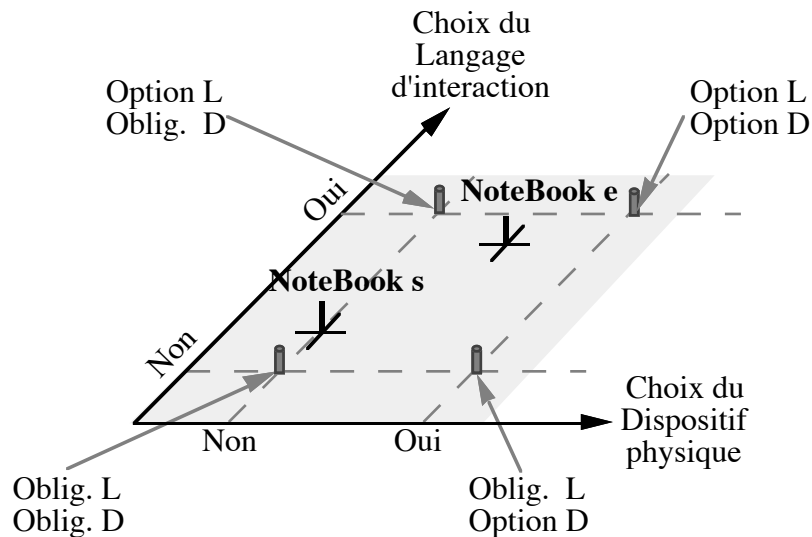 Choix du
Langage
d'interaction
Option L
Oblig. D
Option L
Option D
Oui
NoteBook e
NoteBook s
Non
Choix du
Dispositif
physique
Non
Oui
Oblig. L
Oblig. D
Oblig. L
Option D